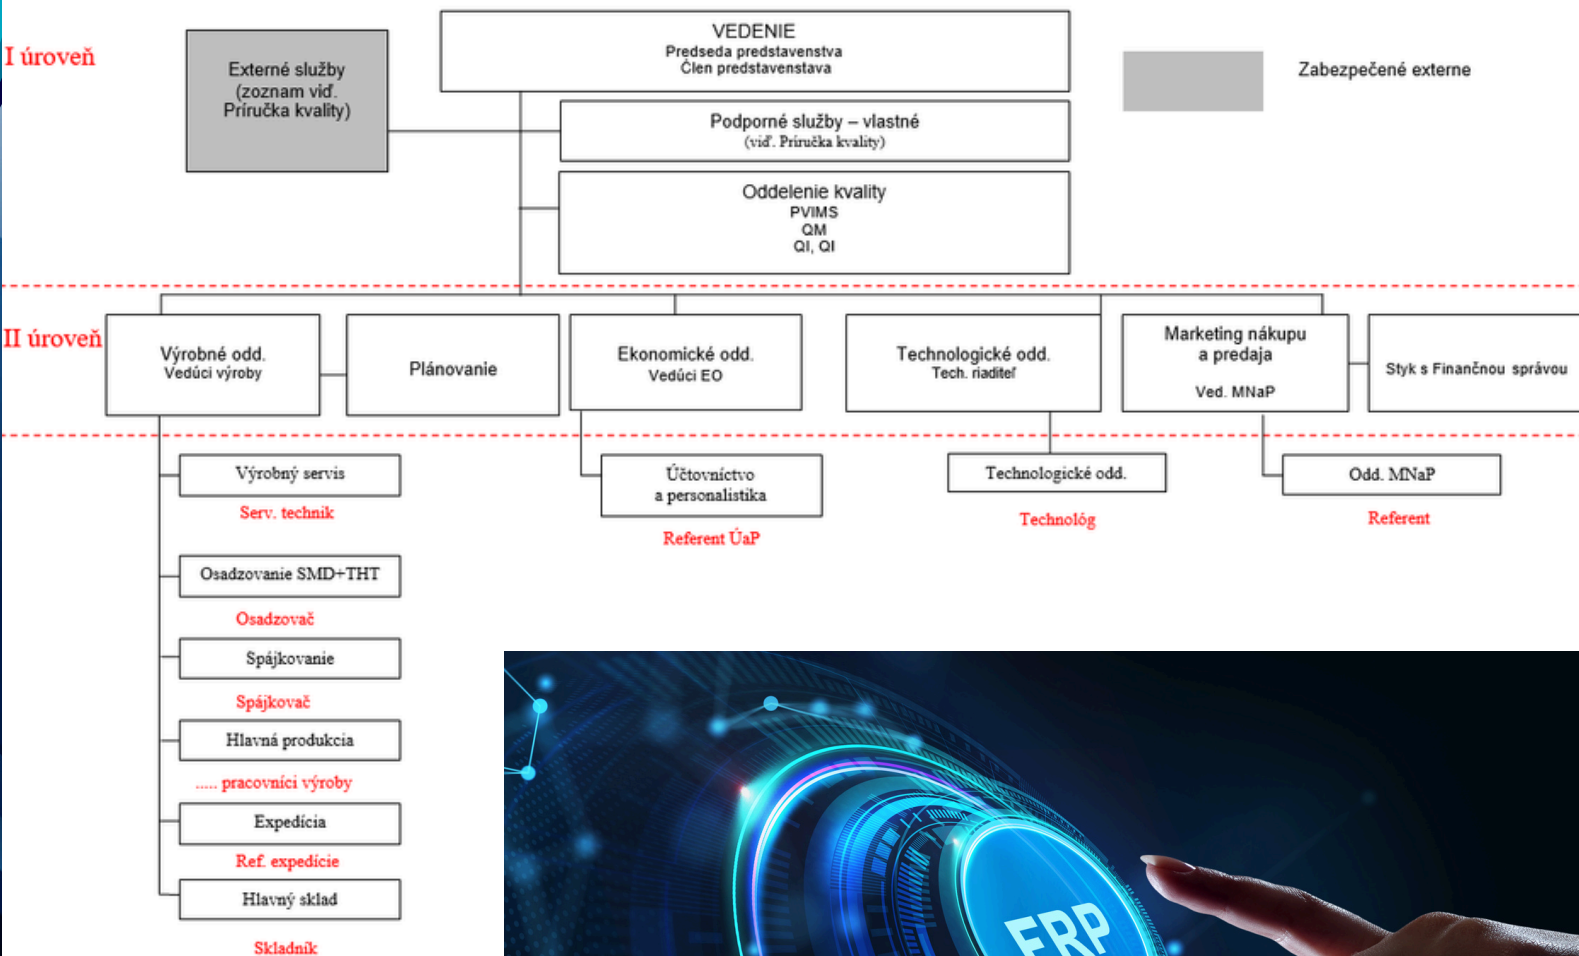 I úroveň
Externé služby
(zoznam viď.
Príručka kvality)
VEDENIE
Predseda predstavenstva
Člen predstavenstava
Zabezpečené externe
Podporné služby – vlastné
(viď. Príručka kvality)
Oddelenie kvality
PVIMS
QM
QI, QI
II úroveň
Výrobné odd.
Vedúci výroby
Plánovanie
Ekonomické odd.
Vedúci EO
Technologické odd.
Tech. riaditeľ
Marketing nákupu
a predaja
Ved. MNaP
Styk s Finančnou správou
Výrobný servis
Serv. technik
Osadzovanie SMD+THT
Osadzovač
Spájkovanie
Spájkovač
Hlavná produkcia
..... pracovníci výroby
Expedícia
Ref. expedície
Hlavný sklad
Skladník
Účtovníctvo
a personalistika
Referent ÚaP
Technologické odd.
Technológ
Odd. MNaP
Referent
ERP